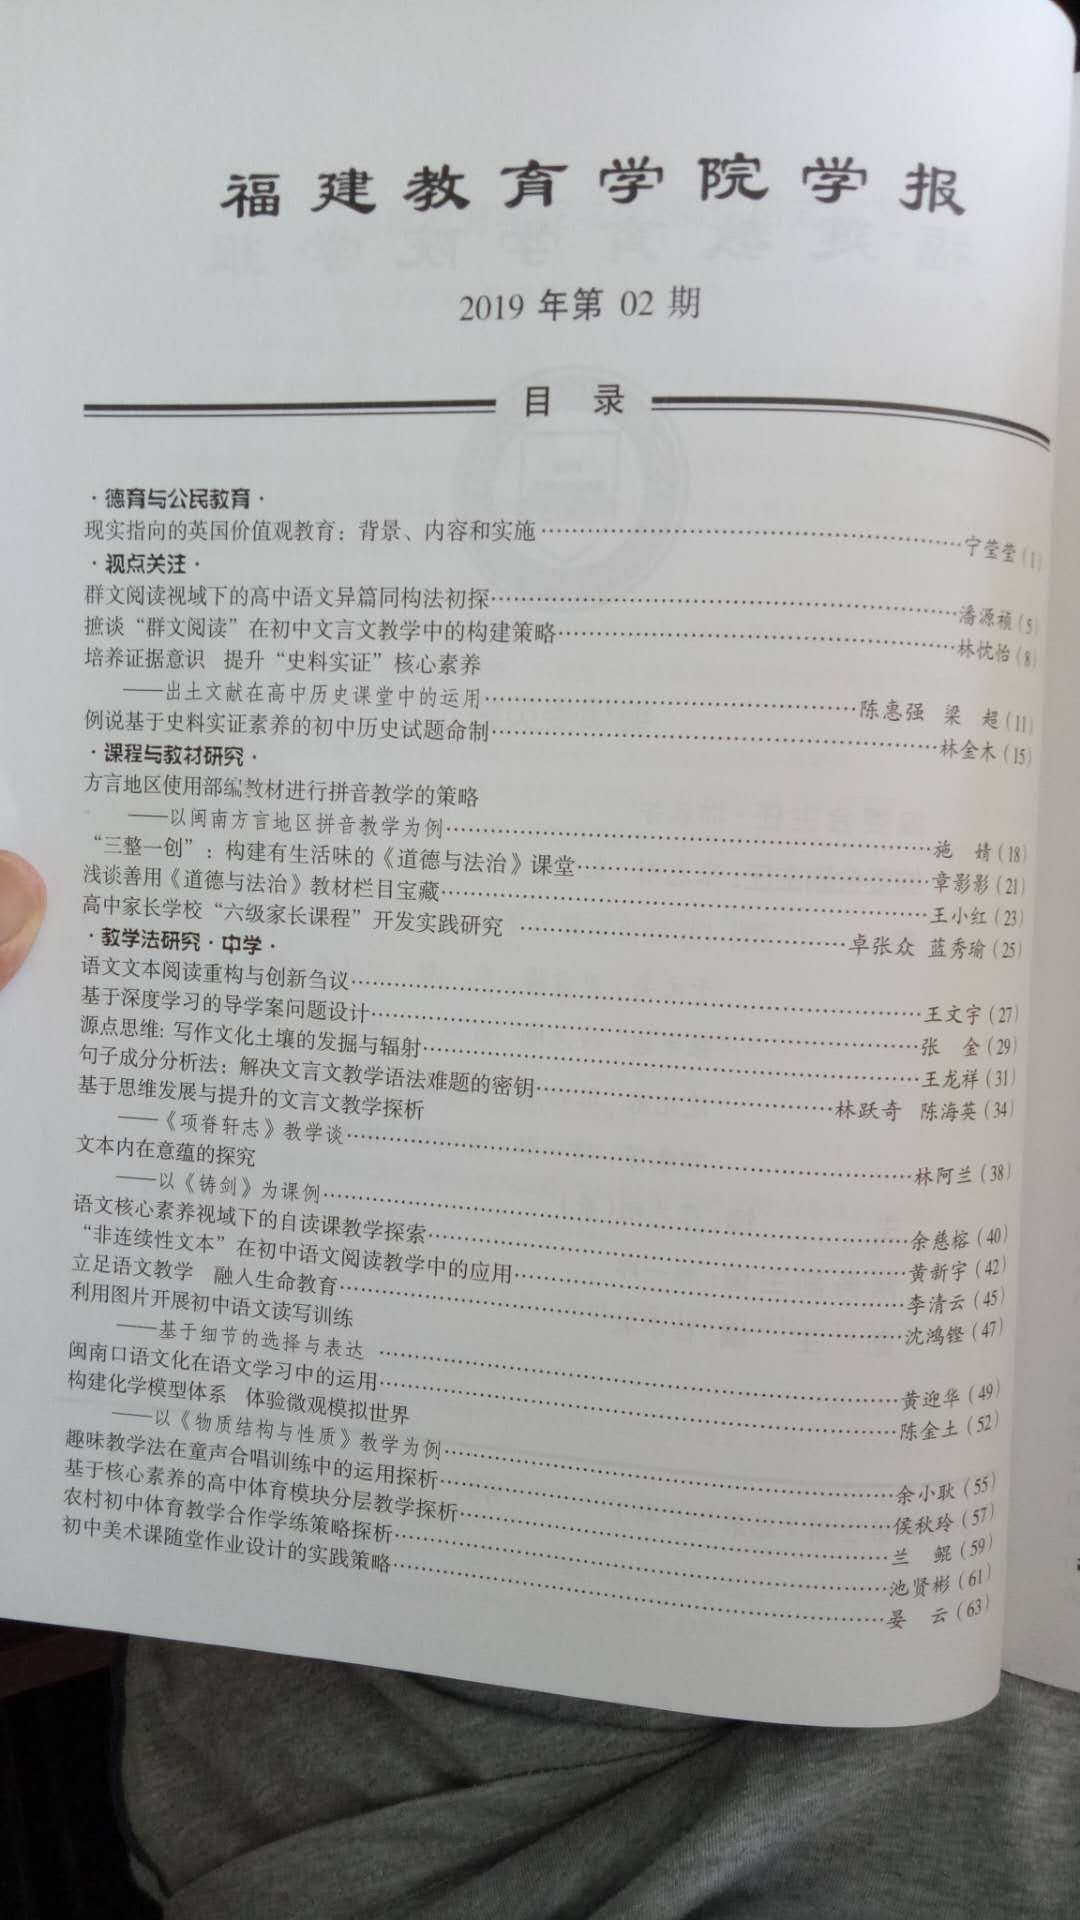 福建教育学院学报
2019 年第 02 期
目 录
·德育与公民教育·
现实指向的英国价值观教育：背景、内容和实施……宁莹莹（1）
·视点关注·
群文阅读视域下的高中语文异篇同构法初探……潘源祯（5）
摭谈“群文阅读”在初中文言文教学中的构建策略……林忱怡（8）
培养证据意识 提升“史料实证”核心素养
——出土文献在高中历史课堂中的运用……陈惠强 梁 超（11）
例说基于史料实证素养的初中历史试题命制……林金木（15）
·课程与教材研究·
方言地区使用部编教材进行拼音教学的策略
——以闽南方言地区拼音教学为例……施 婧（18）
“三整一创”：构建有生活味的《道德与法治》课堂……章影影（21）
浅谈善用《道德与法治》教材栏目宝藏……王小红（23）
高中家长学校“六级家长课程”开发实践研究……卓张众 蓝秀瑜（25）
·教学法研究·中学·
语文文本阅读重构与创新刍议……王文宇（27）
基于深度学习的导学案问题设计……张 金（29）
源点思维：写作文化土壤的发掘与辐射……王龙祥（31）
句子成分分析法：解决文言文教学语法难题的密钥……林跃奇 陈海英（34）
基于思维发展与提升的文言文教学探析
——《项脊轩志》教学谈……林阿兰（38）
文本内在意蕴的探究
——以《铸剑》为课例……余慈榕（40）
语文核心素养视域下的自读课教学探索……黄新宇（42）
“非连续性文本”在初中语文阅读教学中的应用……李清云（45）
立足语文教学 融入生命教育……沈鸿铿（47）
利用图片开展初中语文读写训练
——基于细节的选择与表达……黄迎华（49）
闽南口语文化在语文学习中的运用……陈金土（52）
构建化学模型体系 体验微观模拟世界
——以《物质结构与性质》教学为例……余小耿（55）
趣味教学法在童声合唱训练中的运用探析……侯秋玲（57）
基于核心素养的高中体育模块分层教学探析……兰 鲲（59）
农村初中体育教学合作学练策略探析……池贤彬（61）
初中美术课随堂作业设计的实践策略……晏 云（63）